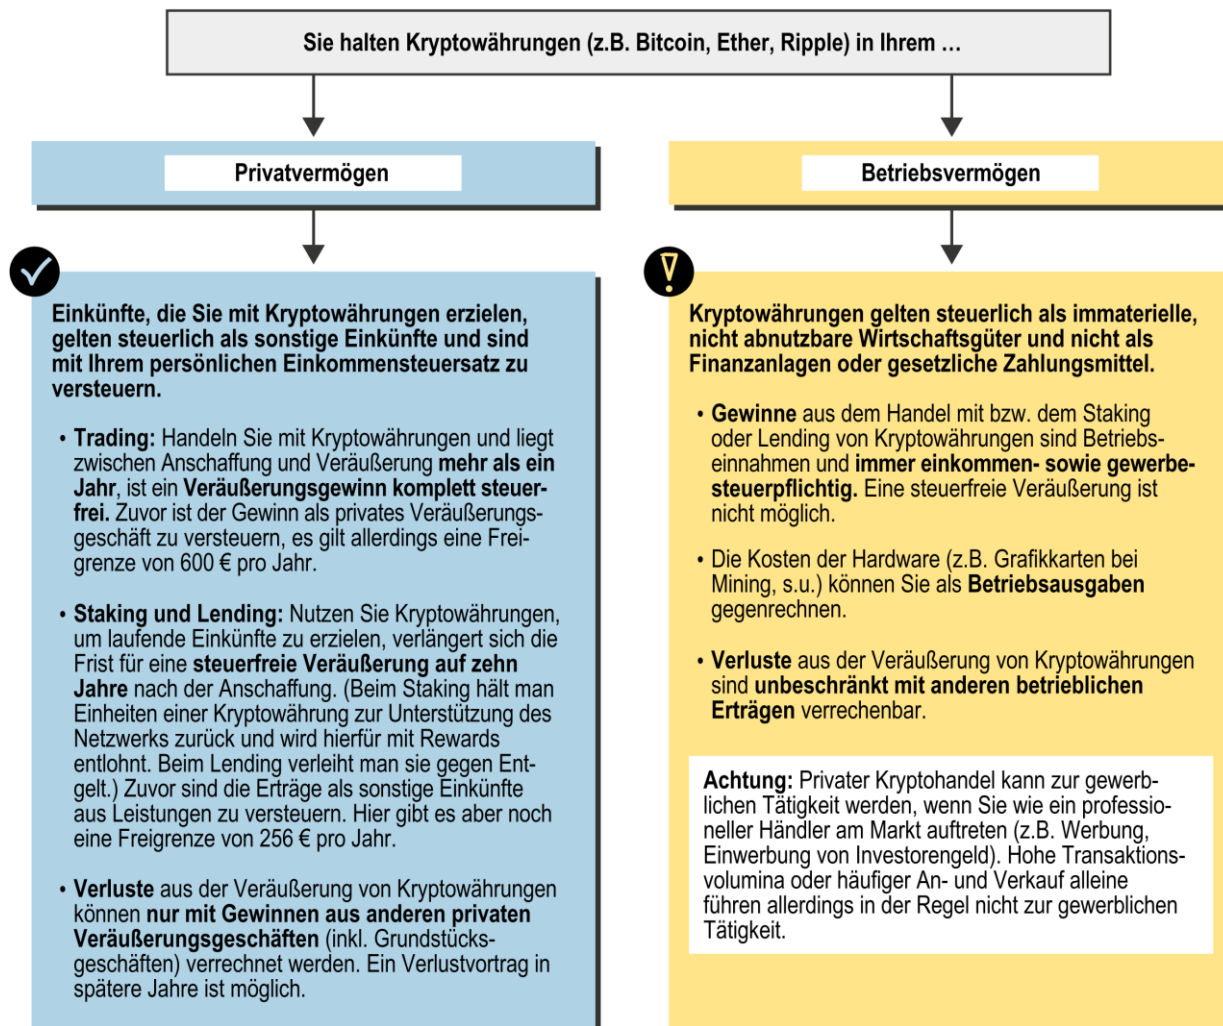 Sie halten Kryptowährungen (z.B. Bitcoin, Ether, Ripple) in Ihrem …
Privatvermögen
Einkünfte, die Sie mit Kryptowährungen erzielen,
gelten steuerlich als sonstige Einkünfte und sind
mit Ihrem persönlichen Einkommensteuersatz zu
versteuern.
• Trading: Handeln Sie mit Kryptowährungen und liegt
zwischen Anschaffung und Veräußerung mehr als ein
Jahr, ist ein Veräußerungsgewinn komplett steuer-
frei. Zuvor ist der Gewinn als privates Veräußerungs-
geschäft zu versteuern, es gilt allerdings eine Frei-
grenze von 600 € pro Jahr.
• Staking und Lending: Nutzen Sie Kryptowährungen,
um laufende Einkünfte zu erzielen, verlängert sich die
Frist für eine steuerfreie Veräußerung auf zehn
Jahre nach der Anschaffung. (Beim Staking hält man
Einheiten einer Kryptowährung zur Unterstützung des
Netzwerks zurück und wird hierfür mit Rewards
entlohnt. Beim Lending verleiht man sie gegen Ent-
gelt.) Zuvor sind die Erträge als sonstige Einkünfte
aus Leistungen zu versteuern. Hier gibt es aber noch
eine Freigrenze von 256 € pro Jahr.
• Verluste aus der Veräußerung von Kryptowährungen
können nur mit Gewinnen aus anderen privaten
Veräußerungsgeschäften (inkl. Grundstücks-
geschäften) verrechnet werden. Ein Verlustvortrag in
spätere Jahre ist möglich.
Betriebsvermögen
Kryptowährungen gelten steuerlich als immaterielle,
nicht abnutzbare Wirtschaftsgüter und nicht als
Finanzanlagen oder gesetzliche Zahlungsmittel.
• Gewinne aus dem Handel mit bzw. dem Staking
oder Lending von Kryptowährungen sind Betriebs-
einnahmen und immer einkommen- sowie gewerbe-
steuerpflichtig. Eine steuerfreie Veräußerung ist
nicht möglich.
• Die Kosten der Hardware (z.B. Grafikkarten bei
Mining, s.u.) können Sie als Betriebsausgaben
gegenrechnen.
• Verluste aus der Veräußerung von Kryptowährungen
sind unbeschränkt mit anderen betrieblichen
Erträgen verrechenbar.
Achtung: Privater Kryptohandel kann zur gewerb-
lichen Tätigkeit werden, wenn Sie wie ein professio-
neller Händler am Markt auftreten (z.B. Werbung,
Einwerbung von Investorengeld). Hohe Transaktions-
volumina oder häufiger An- und Verkauf alleine
führen allerdings in der Regel nicht zur gewerblichen
Tätigkeit.